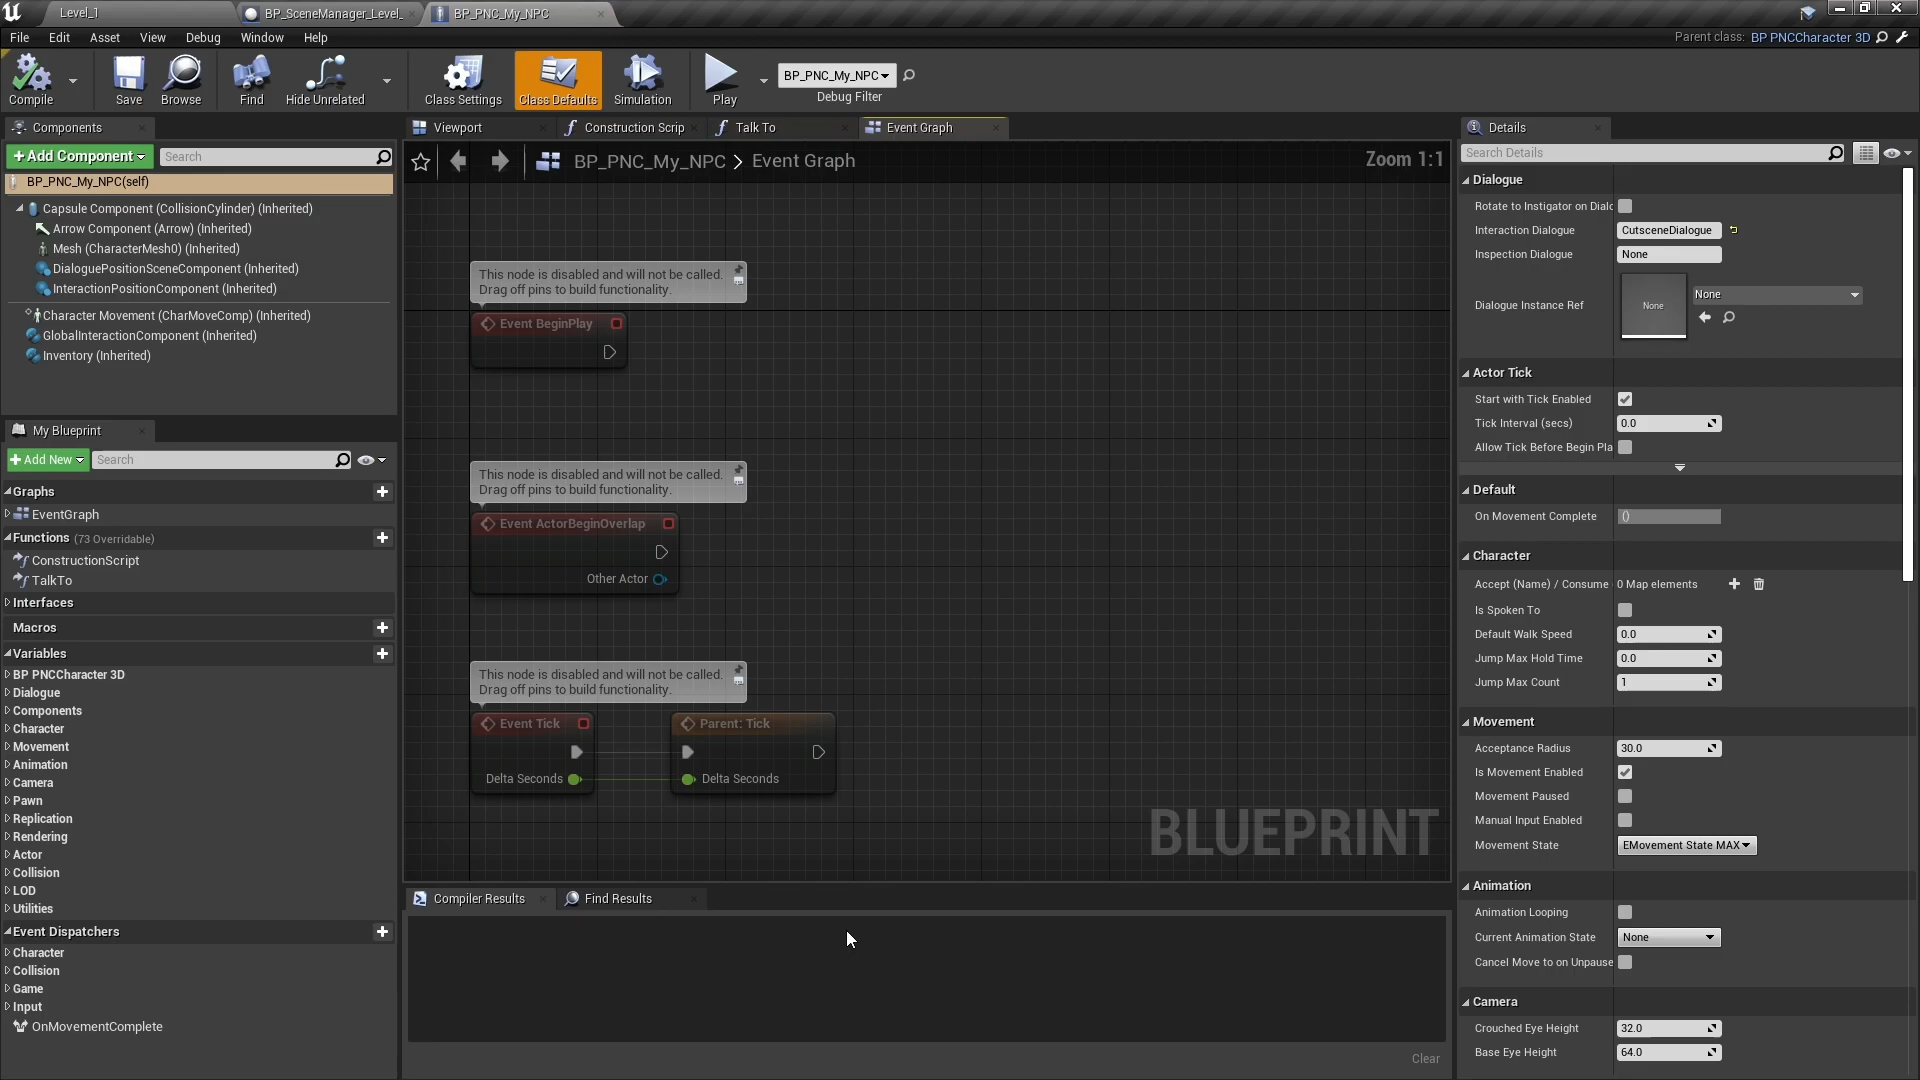 Level_1
BP_SceneManager_Level_
BP_PNC_My_NPC
File
Edit
Asset
View
Debug
Window
Help
Parent class:
BP PNCCharacter 3D
Compile
Save
Browse
Find
Hide Unrelated
Class Settings
Class Defaults
Simulation
Play
BP_PNC_My_NPC
Debug Filter
Components
+Add Component
Search
BP_PNC_My_NPC(self)
Capsule Component (CollisionCylinder) (Inherited)
Arrow Component (Arrow) (Inherited)
Mesh (CharacterMesh0) (Inherited)
DialoguePositionSceneComponent (Inherited)
InteractionPositionComponent (Inherited)
Character Movement (CharMoveComp) (Inherited)
GlobalInteractionComponent (Inherited)
Inventory (Inherited)
My Blueprint
+Add New
Search
Graphs
EventGraph
Functions (73 Overridable)
ConstructionScript
TalkTo
Interfaces
Macros
Variables
BP PNCCharacter 3D
Dialogue
Components
Character
Movement
Animation
Camera
Pawn
Replication
Rendering
Actor
Collision
LOD
Utilities
Event Dispatchers
Character
Collision
Game
Input
OnMovementComplete
Viewport
Construction Scrip
Talk To
Event Graph
BP_PNC_My_NPC > Event Graph
Zoom 1:1
This node is disabled and will not be called.
Drag off pins to build functionality.
Event BeginPlay
This node is disabled and will not be called.
Drag off pins to build functionality.
Event ActorBeginOverlap
Other Actor
This node is disabled and will not be called.
Drag off pins to build functionality.
Event Tick
Delta Seconds
Parent: Tick
Delta Seconds
BLUEPRINT
Compiler Results
Find Results
Clear
Details
Search Details
Dialogue
Rotate to Instigator on Dialo
Interaction Dialogue
CutsceneDialogue
Inspection Dialogue
None
Dialogue Instance Ref
None
None
Actor Tick
Start with Tick Enabled
Tick Interval (secs)
0.0
Allow Tick Before Begin Pla
Default
On Movement Complete
()
Character
Accept (Name) / Consume
0 Map elements
Is Spoken To
Default Walk Speed
0.0
Jump Max Hold Time
0.0
Jump Max Count
1
Movement
Acceptance Radius
30.0
Is Movement Enabled
Movement Paused
Manual Input Enabled
Movement State
EMovement State MAX
Animation
Animation Looping
Current Animation State
None
Cancel Move to on Unpause
Camera
Crouched Eye Height
32.0
Base Eye Height
64.0